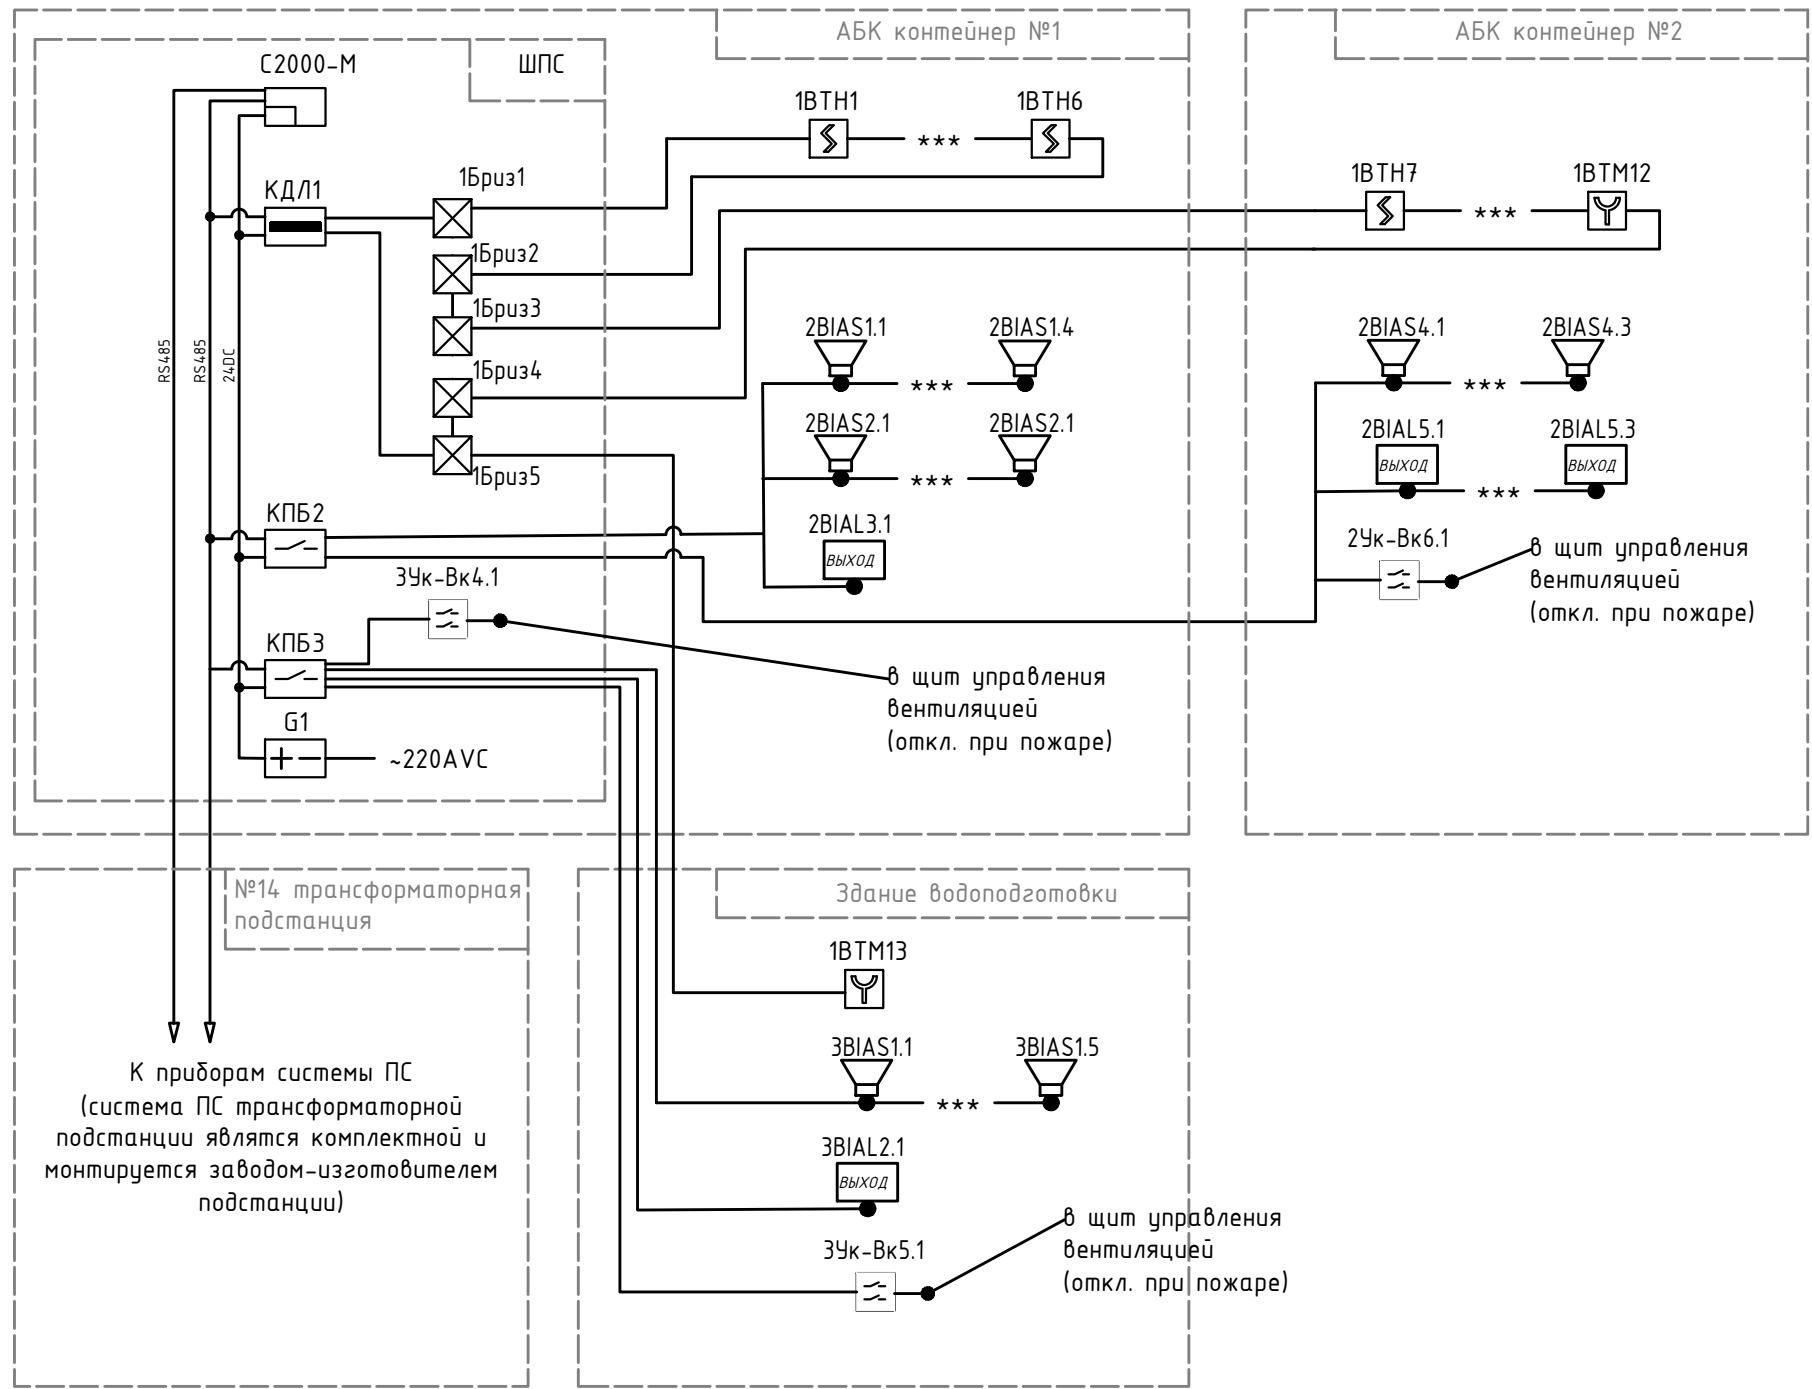 АБК контейнер №1
АБК контейнер №2
С2000-М
ШПС
1ВТН1
1ВТН6
КДЛ1
1Бриз1
1ВТН7
1ВТМ12
1Бриз2
1Бриз3
RS485
RS485
24DC
1Бриз4
1Бриз5
2BIAS1.1
2BIAS1.4
2BIAS4.1
2BIAS4.3
2BIAS2.1
2BIAS2.1
2BIAL5.1
2BIAL5.3
ВЫХОД
ВЫХОД
КПБ2
2BIAL3.1
ВЫХОД
2Ук-Вк6.1
в щит управления
вентиляцией
(откл. при пожаре)
3Ук-Вк4.1
КПБ3
в щит управления
вентиляцией
(откл. при пожаре)
G1
~220AVC
№14 трансформаторная
подстанция
Здание водоподготовки
1ВТМ13
К приборам системы ПС
(система ПС трансформаторной
подстанции являтся комплектной и
монтируется заводом-изготовителем
подстанции)
3BIAS1.1
3BIAS1.5
3BIAL2.1
ВЫХОД
3Ук-Вк5.1
в щит управления
вентиляцией
(откл. при пожаре)